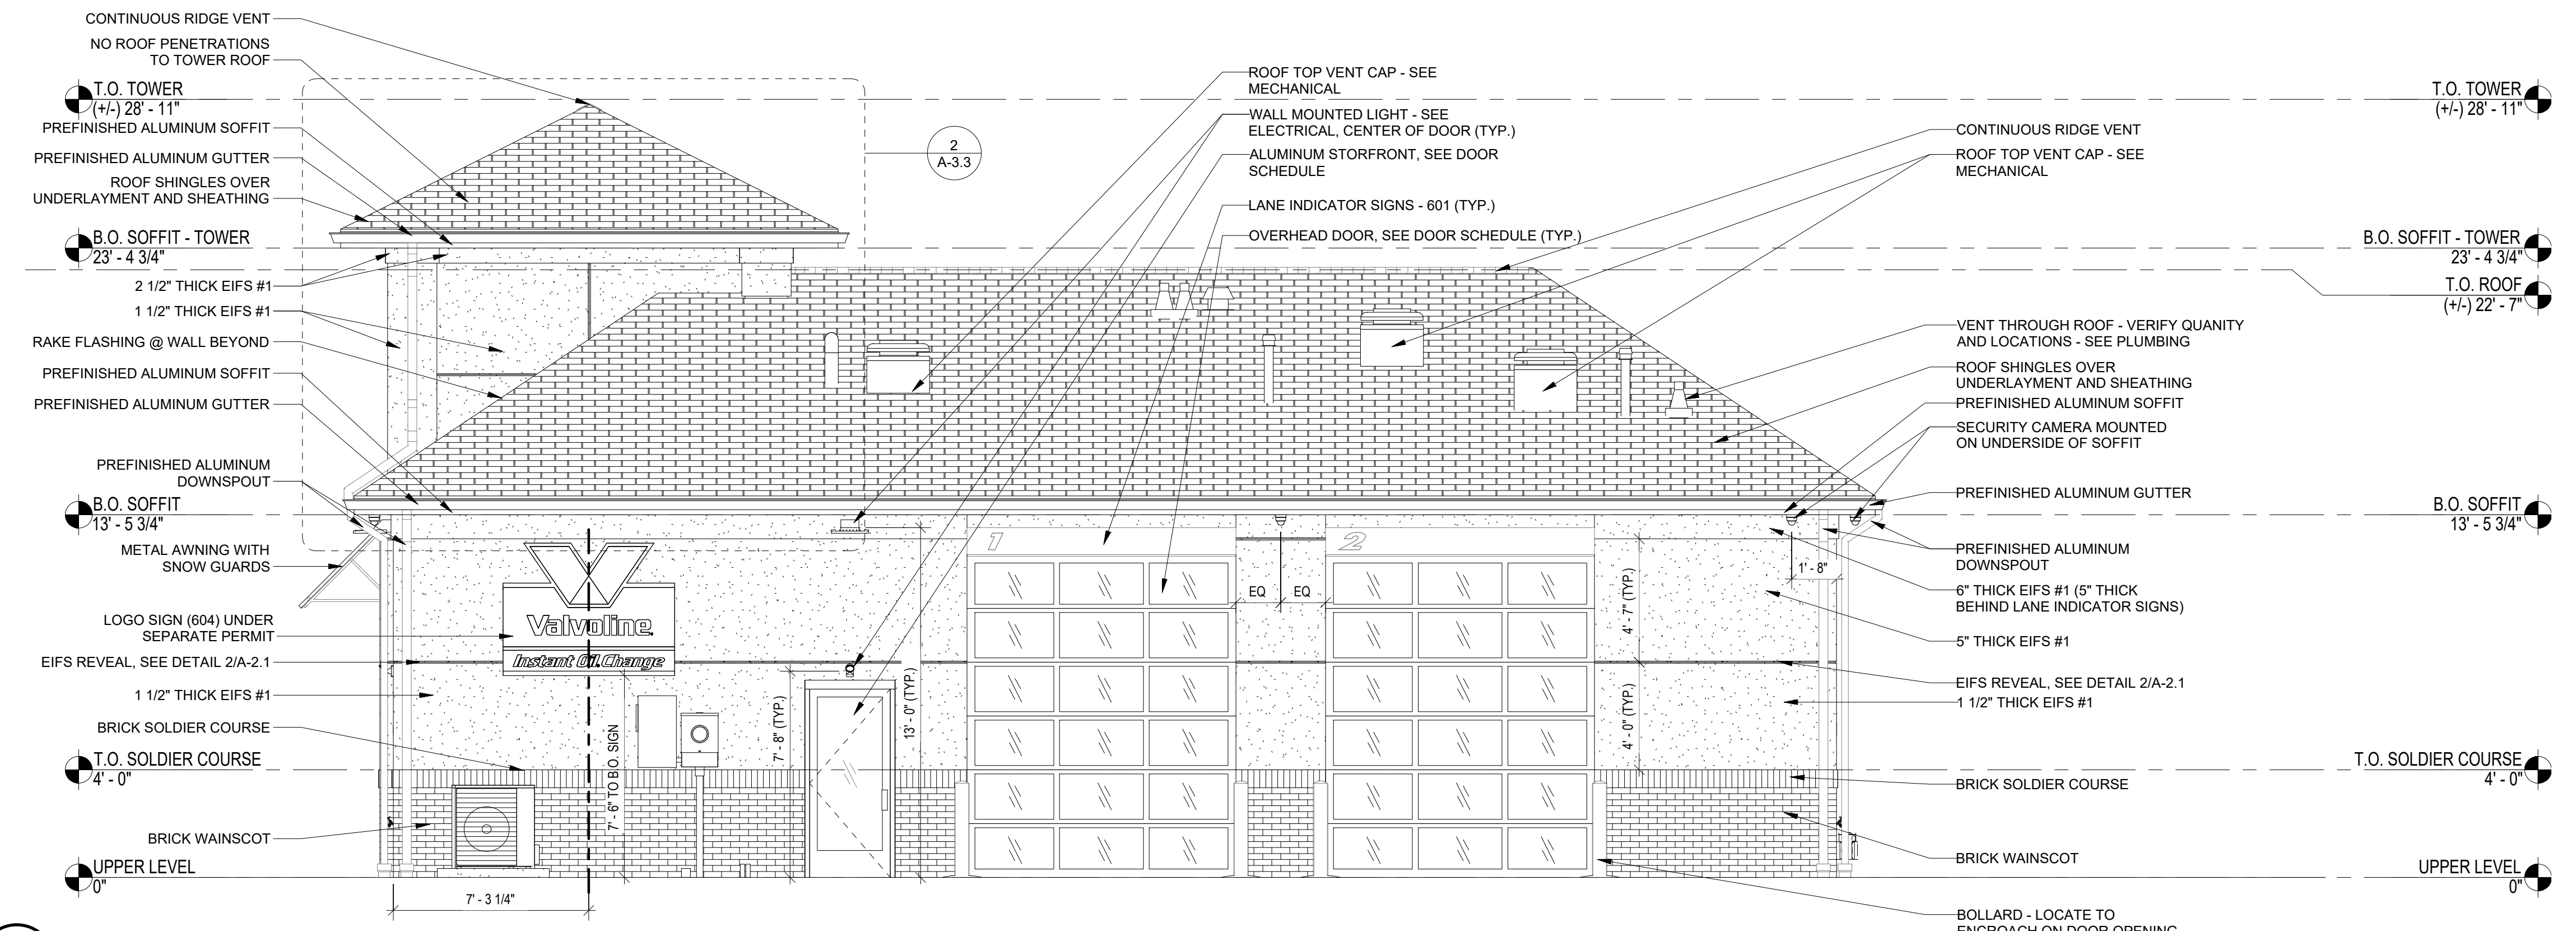 CONTINUOUS RIDGE VENT
NO ROOF PENETRATIONS
TO TOWER ROOF
T.O. TOWER
(+/-) 28' - 11"
PREFINISHED ALUMINUM SOFFIT
PREFINISHED ALUMINUM GUTTER
ROOF SHINGLES OVER
UNDERLAYMENT AND SHEATHING
B.O. SOFFIT - TOWER
23' - 4 3/4"
2 1/2" THICK EIFS #1
1 1/2" THICK EIFS #1
RAKE FLASHING @ WALL BEYOND
PREFINISHED ALUMINUM SOFFIT
PREFINISHED ALUMINUM GUTTER
PREFINISHED ALUMINUM
DOWNSPOUT
B.O. SOFFIT
13' - 5 3/4"
METAL AWNING WITH
SNOW GUARDS
LOGO SIGN (604) UNDER
SEPARATE PERMIT
EIFS REVEAL, SEE DETAIL 2/A-2.1
1 1/2" THICK EIFS #1
BRICK SOLDIER COURSE
T.O. SOLDIER COURSE
4' - 0"
BRICK WAINSCOT
UPPER LEVEL
0"
7' - 3 1/4"
2
A-3.3
ROOF TOP VENT CAP - SEE
MECHANICAL
WALL MOUNTED LIGHT - SEE
ELECTRICAL, CENTER OF DOOR (TYP.)
ALUMINUM STORFRONT, SEE DOOR
SCHEDULE
LANE INDICATOR SIGNS - 601 (TYP.)
OVERHEAD DOOR, SEE DOOR SCHEDULE (TYP.)
Valvoline
Instant Oil Change
7' - 6" TO B.O. SIGN
7' - 8" (TYP.)
13' - 0" (TYP.)
1
EQ
EQ
2
4' - 7" (TYP.)
4' - 0" (TYP.)
1' - 8"
T.O. TOWER
(+/-) 28' - 11"
CONTINUOUS RIDGE VENT
ROOF TOP VENT CAP - SEE
MECHANICAL
B.O. SOFFIT - TOWER
23' - 4 3/4"
T.O. ROOF
(+/-) 22' - 7"
VENT THROUGH ROOF - VERIFY QUANITY
AND LOCATIONS - SEE PLUMBING
ROOF SHINGLES OVER
UNDERLAYMENT AND SHEATHING
PREFINISHED ALUMINUM SOFFIT
SECURITY CAMERA MOUNTED
ON UNDERSIDE OF SOFFIT
PREFINISHED ALUMINUM GUTTER
B.O. SOFFIT
13' - 5 3/4"
PREFINISHED ALUMINUM
DOWNSPOUT
6" THICK EIFS #1 (5" THICK
BEHIND LANE INDICATOR SIGNS)
5" THICK EIFS #1
EIFS REVEAL, SEE DETAIL 2/A-2.1
1 1/2" THICK EIFS #1
T.O. SOLDIER COURSE
4' - 0"
BRICK SOLDIER COURSE
BRICK WAINSCOT
UPPER LEVEL
0"
BOLLARD - LOCATE TO
ENCROACH ON DOOR OPENING